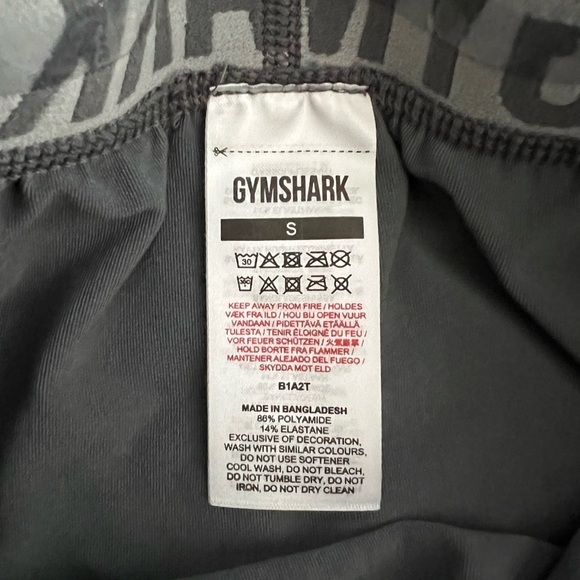 GYMSHARK
S
30
KEEP AWAY FROM FIRE / HOLDES
VÆK FRA ILD / HOU BIJ OPEN VUUR
VANDAAN / PIDETTÄVÄ ETÄÄLLÄ
TULESTA / TENIR ÉLOIGNÉ DU FEU /
VOR FEUER SCHÜTZEN / 火気厳禁 /
HOLD BORTE FRA FLAMMER /
MANTENER ALEJADO DEL FUEGO /
SKYDDA MOT ELD
B1A2T
MADE IN BANGLADESH
86% POLYAMIDE
14% ELASTANE
EXCLUSIVE OF DECORATION,
WASH WITH SIMILAR COLOURS,
DO NOT USE SOFTENER
COOL WASH, DO NOT BLEACH,
DO NOT TUMBLE DRY, DO NOT
IRON, DO NOT DRY CLEAN